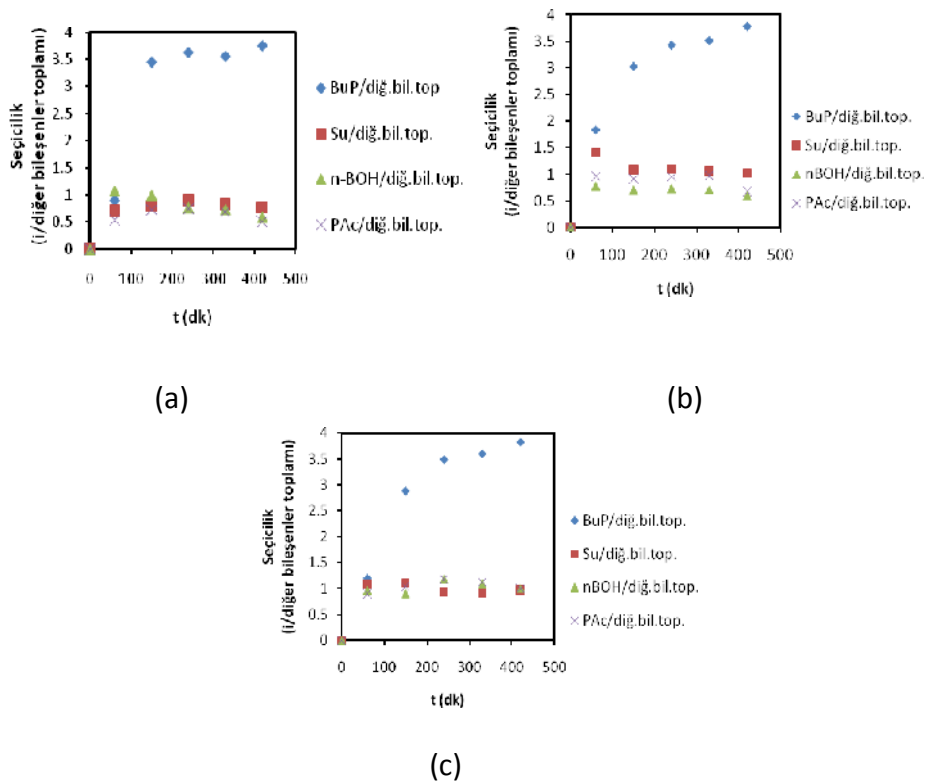 Seçicilik
(i/diğer bileşenler toplamı)
4
3.5
3
2.5
2
1.5
1
0.5
0
0 100 200 300 400 500
t (dk)
BuP/diğ.bil.top
Su/diğ.bil.top.
n-BOH/diğ.bil.top.
PAc/diğ.bil.top.
(a)
Seçicilik
(i/diğer bileşenler toplamı)
4
3.5
3
2.5
2
1.5
1
0.5
0
0 100 200 300 400 500
t (dk)
BuP/diğ.bil.top.
Su/diğ.bil.top.
nBOH/diğ.bil.top.
PAc/diğ.bil.top.
(b)
Seçicilik
(i/diğer bileşenler toplamı)
4
3.5
3
2.5
2
1.5
1
0.5
0
0 100 200 300 400 500
t (dk)
BuP/diğ.bil.top.
Su/diğ.bil.top.
nBOH/diğ.bil.top.
PAc/diğ.bil.top.
(c)